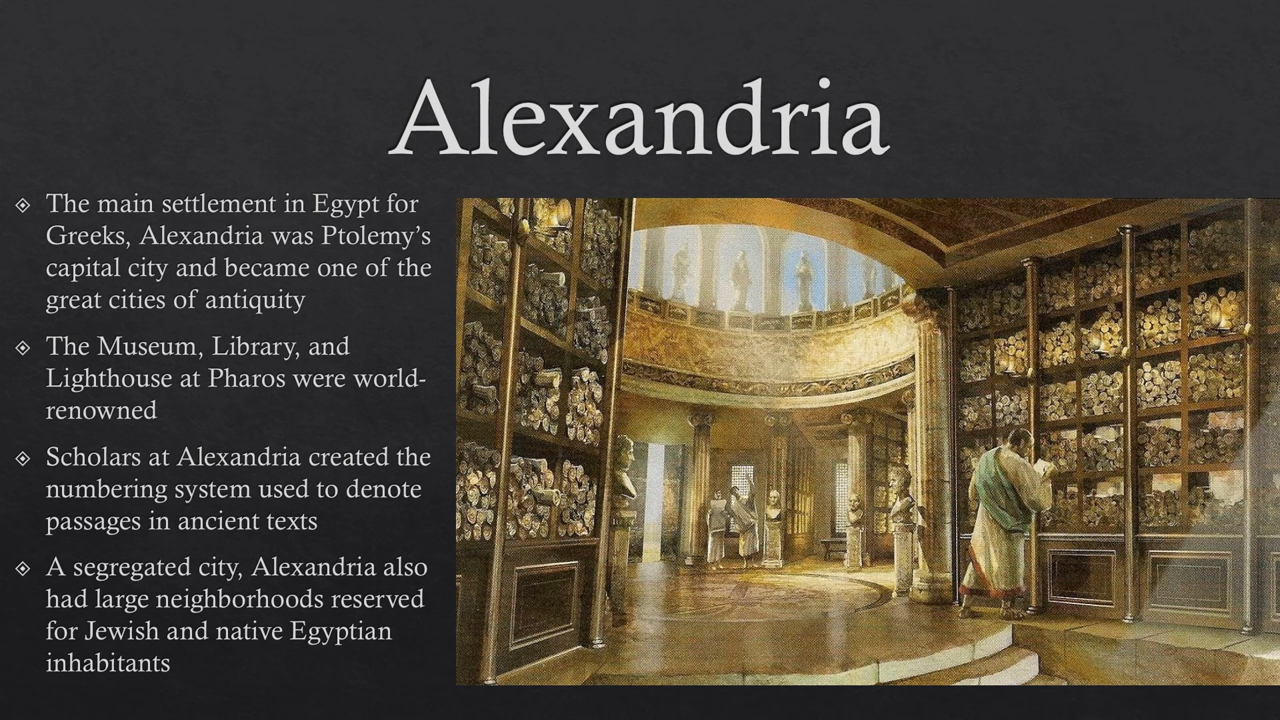 Alexandria
The main settlement in Egypt for
Greeks, Alexandria was Ptolemy’s
capital city and became one of the
great cities of antiquity
The Museum, Library, and
Lighthouse at Pharos were world-
renowned
Scholars at Alexandria created the
numbering system used to denote
passages in ancient texts
A segregated city, Alexandria also
had large neighborhoods reserved
for Jewish and native Egyptian
inhabitants